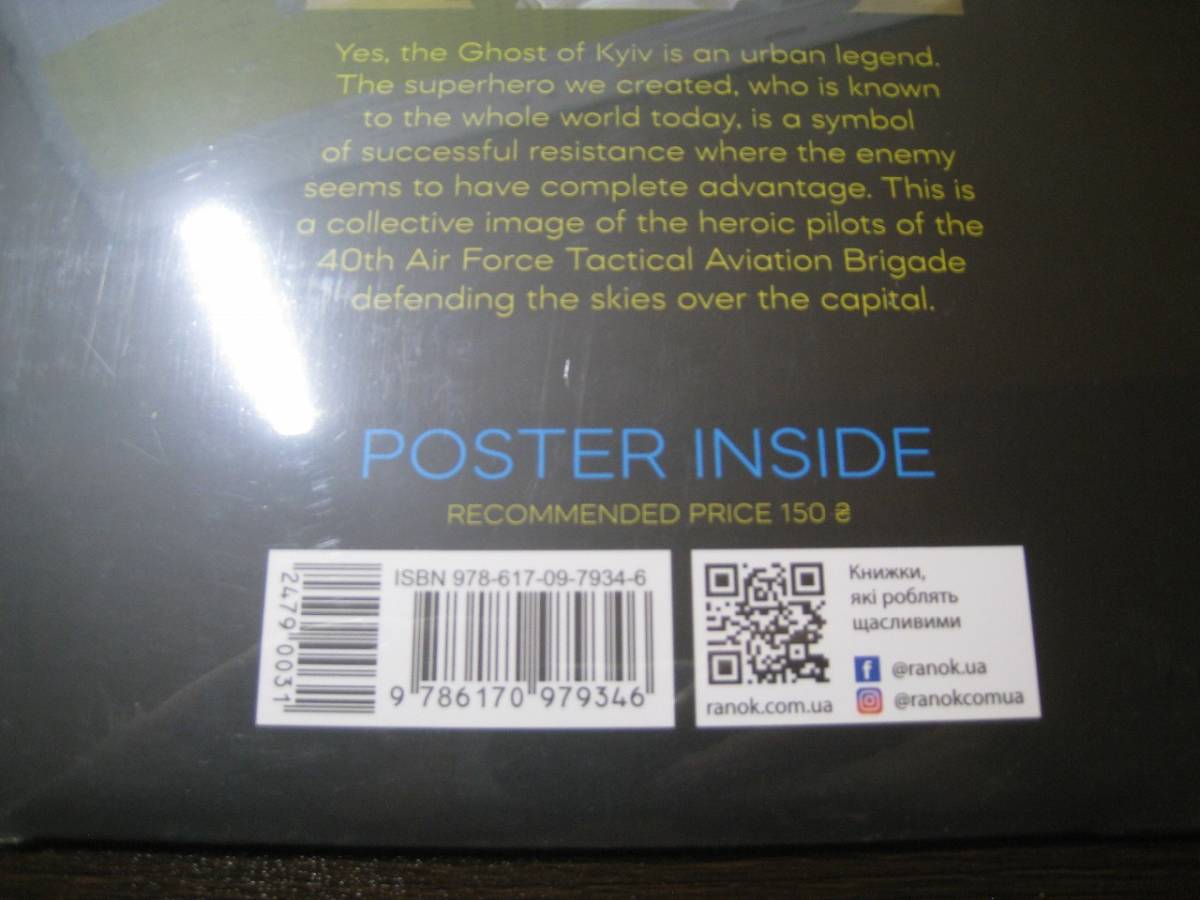 Yes, the Ghost of Kyiv is an urban legend.
The superhero we created, who is known
to the whole world today, is a symbol
of successful resistance where the enemy
seems to have complete advantage. This is
a collective image of the heroic pilots of the
40th Air Force Tactical Aviation Brigade
defending the skies over the capital.
POSTER INSIDE
RECOMMENDED PRICE 150 ₴
2479 0031
ISBN 978-617-09-7934-6
9 786170 979346
Книжки,
які роблять
щасливими
f @ranok.ua
@ranokcomua
ranok.com.ua